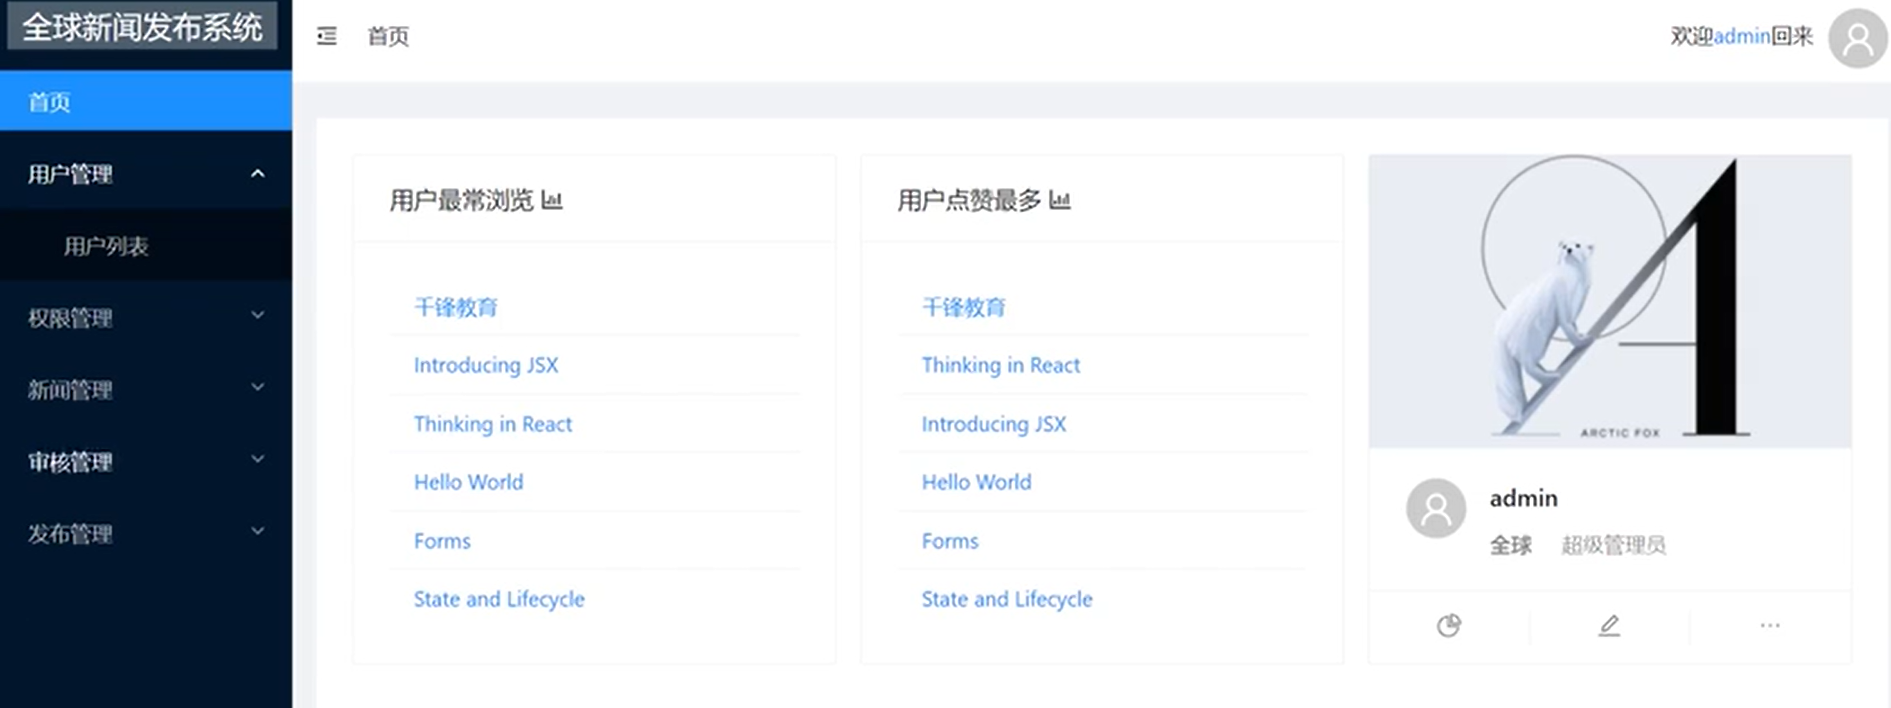 全球新闻发布系统
首页
用户管理
用户列表
权限管理
新闻管理
审核管理
发布管理
首页
欢迎admin回来
用户最常浏览
千锋教育
Introducing JSX
Thinking in React
Hello World
Forms
State and Lifecycle
用户点赞最多
千锋教育
Thinking in React
Introducing JSX
Hello World
Forms
State and Lifecycle
ARCTIC FOX
admin
全球 超级管理员